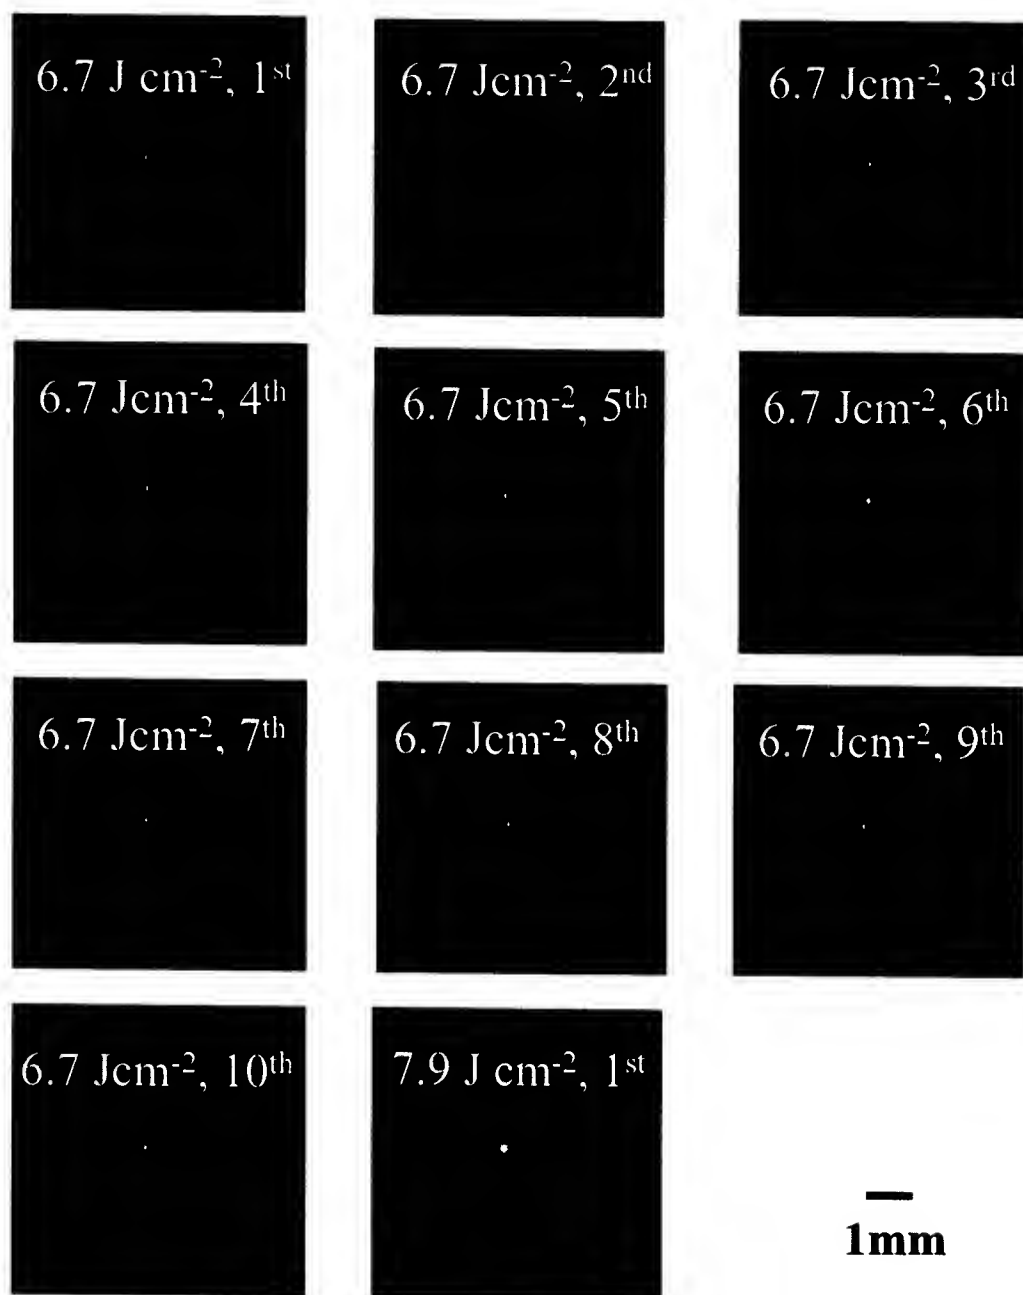 6.7 J cm⁻², 1ˢᵗ
6.7 Jcm⁻², 2ⁿᵈ
6.7 Jcm⁻², 3ʳᵈ
6.7 Jcm⁻², 4ᵗʰ
6.7 Jcm⁻², 5ᵗʰ
6.7 Jcm⁻², 6ᵗʰ
6.7 Jcm⁻², 7ᵗʰ
6.7 Jcm⁻², 8ᵗʰ
6.7 Jcm⁻², 9ᵗʰ
6.7 Jcm⁻², 10ᵗʰ
7.9 J cm⁻², 1ˢᵗ
1mm